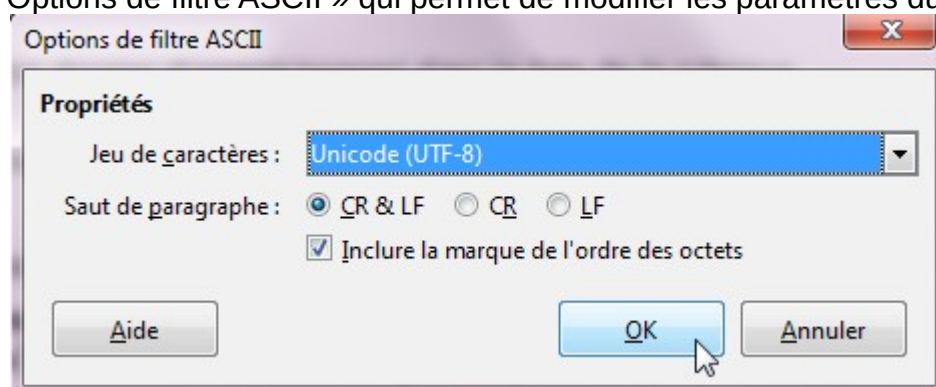 Options de filtre ASCII » qui permet de modifier les paramètres du
Options de filtre ASCII
Propriétés
Jeu de caractères : Unicode (UTF-8)
Saut de paragraphe : CR & LF CR LF
Inclure la marque de l'ordre des octets
Aide OK Annuler